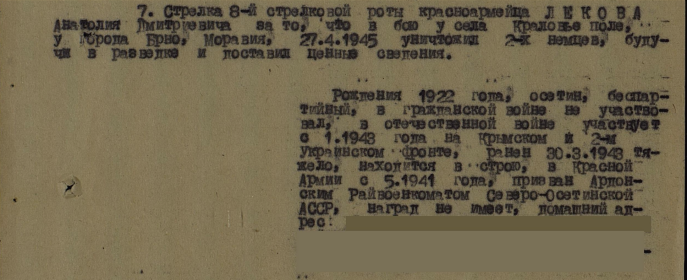 7. Стрелка 8-й стрелковой роты красноармейца ЛЕКОВА
Анатолия Дмитриевича за то, что в бою у села Краловье поле,
у города Брно, Моравия, 27.4.1945 уничтожил 2-х немцев, буду-
чи в разведке и доставил ценные сведения.
Рождения 1922 года, осетин, беспар-
тийный, в гражданской войне не участво-
вал, в отечественной войне участвует
с 1.1943 года на Крымском и 2-м
Украинском фронте, ранен 30.3.1943 тя-
жело, находится в строю, в Красной
Армии с 5.1941 года, призван Ардон-
ским Райвоенкоматом Северо-Осетинской
АССР, наград не имеет, домашний ад-
рес: